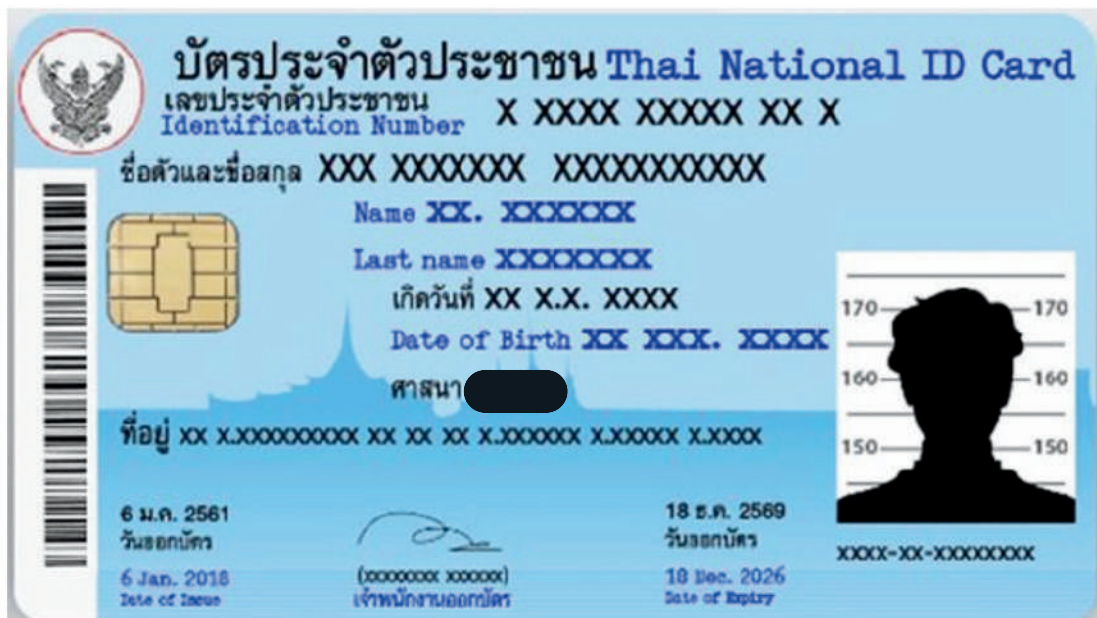 บัตรประจำตัวประชาชน Thai National ID Card
เลขประจำตัวประชาชน
Identification Number X XXXX XXXXX XX X
ชื่อตัวและชื่อสกุล XXX XXXXXXX XXXXXXXXXXX
Name XX. XXXXXX
Last name XXXXXXXX
เกิดวันที่ XX X.X. XXXX
Date of Birth XX XXX. XXXX
ศาสนา
ที่อยู่ XX X.XXXXXXXXX XX XX XX X.XXXXXX X.XXXXX X.XXXX
170 170
160 160
150 150
6 ม.ค. 2561
วันออกบัตร
6 Jan. 2018
Date of Issue
(XXXXXXXX XXXXXX)
เจ้าพนักงานออกบัตร
18 ธ.ค. 2569
วันออกบัตร
18 Dec. 2026
Date of Expiry
XXXX-XX-XXXXXXXX